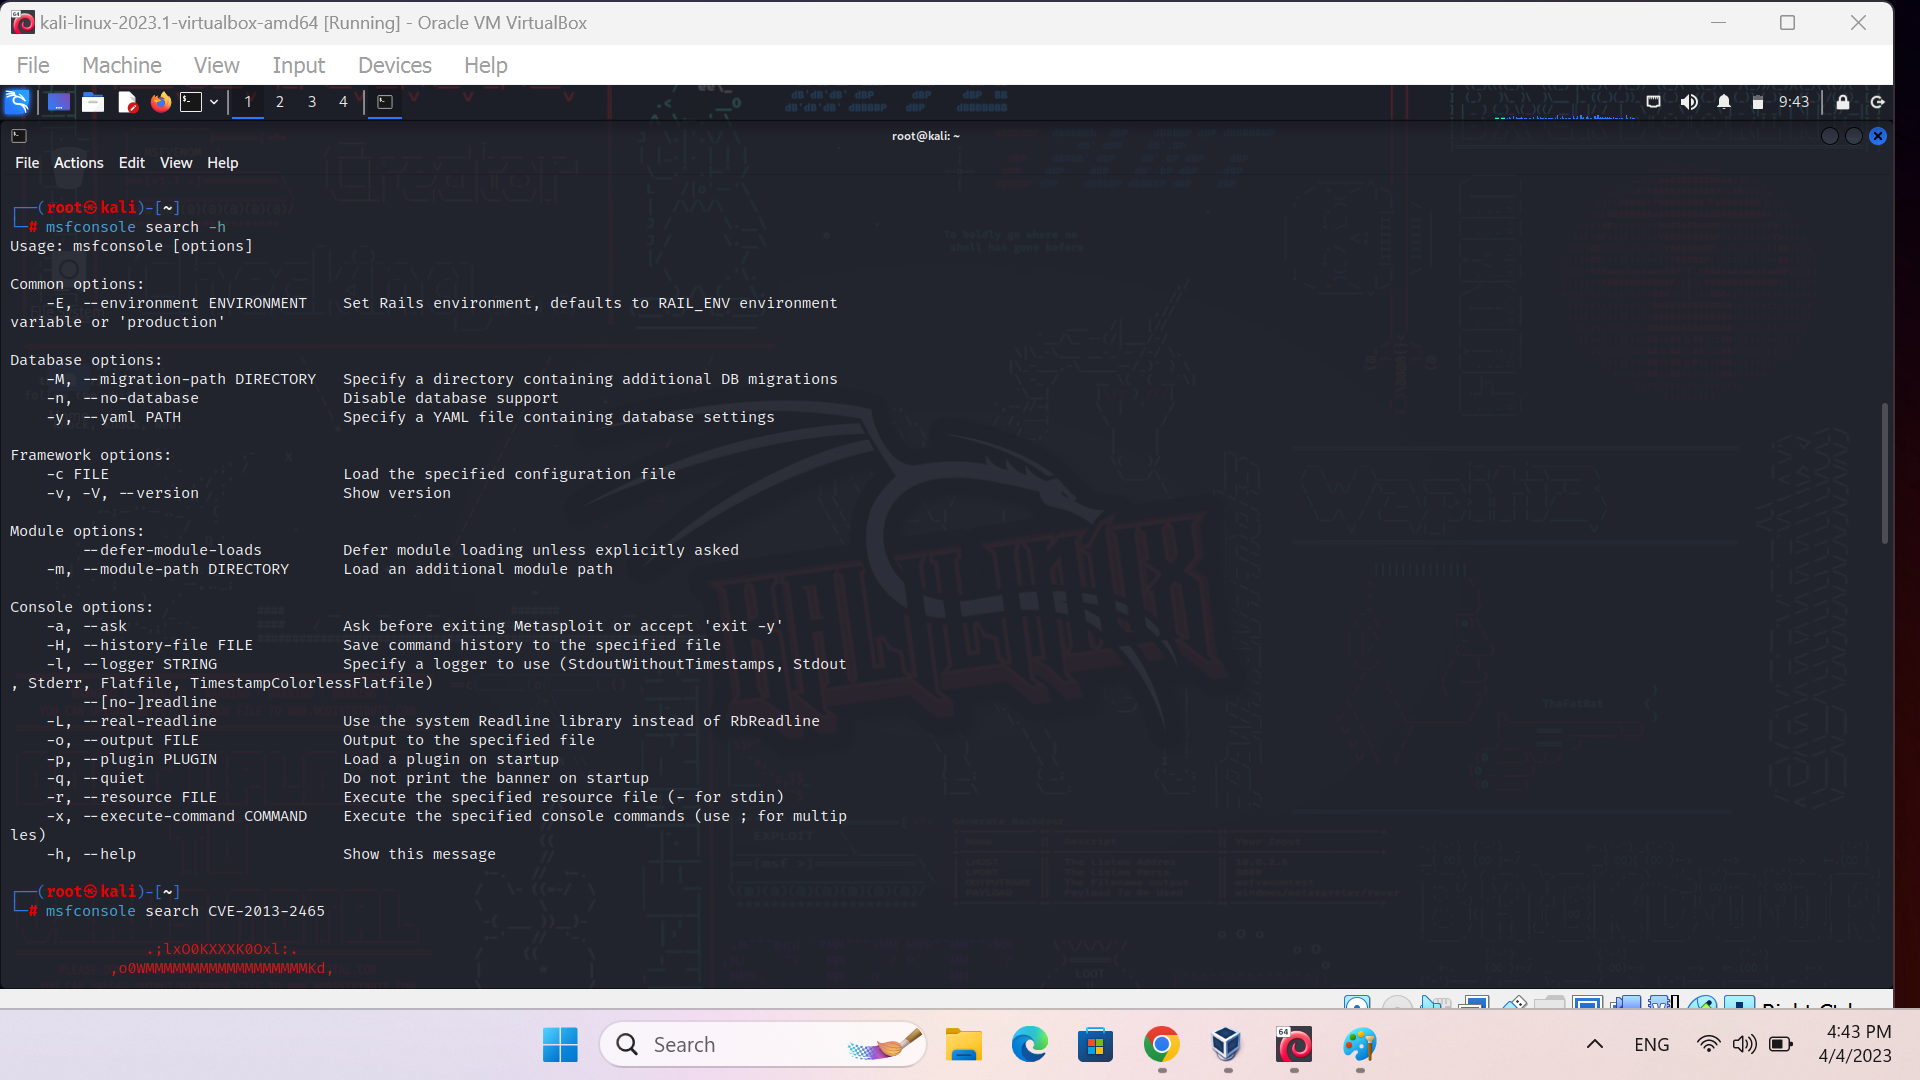 kali-linux-2023.1-virtualbox-amd64 [Running] - Oracle VM VirtualBox
File Machine View Input Devices Help
1 2 3 4
9:43
root@kali: ~
File Actions Edit View Help
┌──(root㉿kali)-[~]
└─# msfconsole search -h
Usage: msfconsole [options]
Common options:
-E, --environment ENVIRONMENT Set Rails environment, defaults to RAIL_ENV environment
variable or 'production'
Database options:
-M, --migration-path DIRECTORY Specify a directory containing additional DB migrations
-n, --no-database Disable database support
-y, --yaml PATH Specify a YAML file containing database settings
Framework options:
-c FILE Load the specified configuration file
-v, -V, --version Show version
Module options:
--defer-module-loads Defer module loading unless explicitly asked
-m, --module-path DIRECTORY Load an additional module path
Console options:
-a, --ask Ask before exiting Metasploit or accept 'exit -y'
-H, --history-file FILE Save command history to the specified file
-l, --logger STRING Specify a logger to use (StdoutWithoutTimestamps, Stdout
, Stderr, Flatfile, TimestampColorlessFlatfile)
--[no-]readline
-L, --real-readline Use the system Readline library instead of RbReadline
-o, --output FILE Output to the specified file
-p, --plugin PLUGIN Load a plugin on startup
-q, --quiet Do not print the banner on startup
-r, --resource FILE Execute the specified resource file (- for stdin)
-x, --execute-command COMMAND Execute the specified console commands (use ; for multip
les)
-h, --help Show this message
┌──(root㉿kali)-[~]
└─# msfconsole search CVE-2013-2465
.;lxO0KXXXK0Oxl:.
,o0WMMMMMMMMMMMMMMMMMMKd,
KALI LINUX
Search
ENG
4:43 PM
4/4/2023